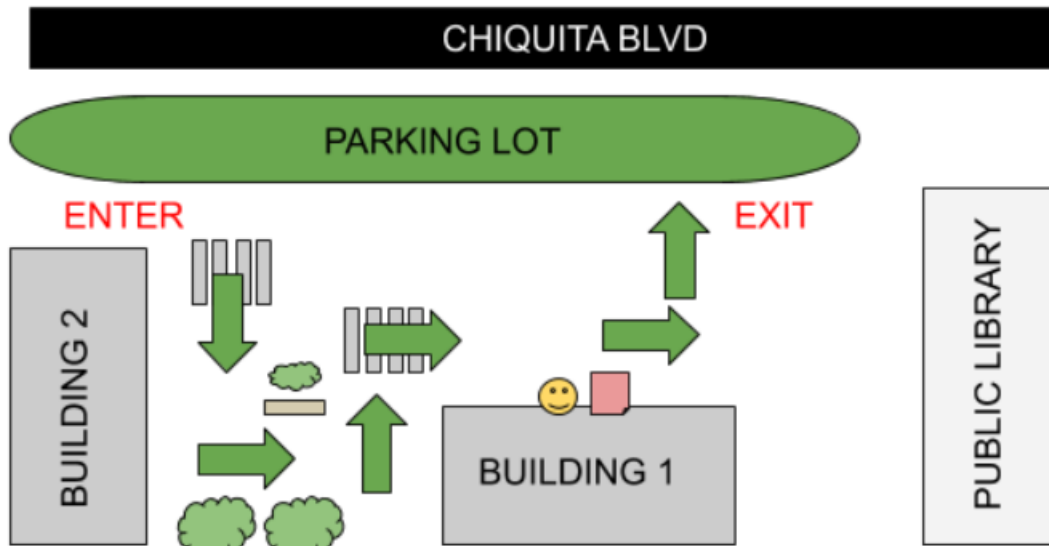 CHIQUITA BLVD
PARKING LOT
ENTER
EXIT
BUILDING 2
BUILDING 1
PUBLIC LIBRARY